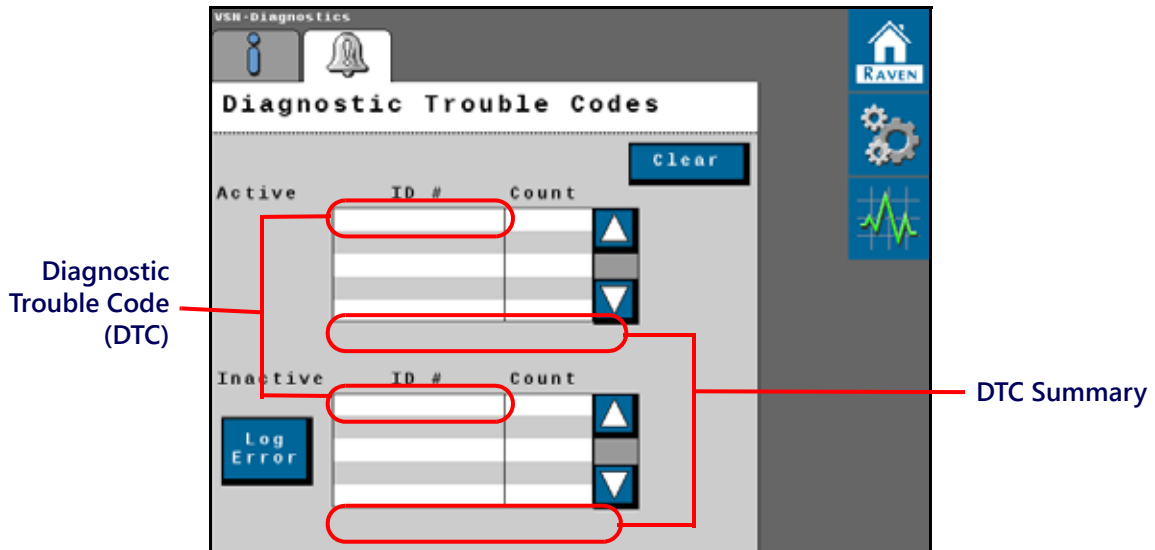 VSN-Diagnostics
RAVEN
Diagnostic Trouble Codes
Clear
Active ID # Count
Diagnostic
Trouble Code
(DTC)
Inactive ID # Count
DTC Summary
Log
Error